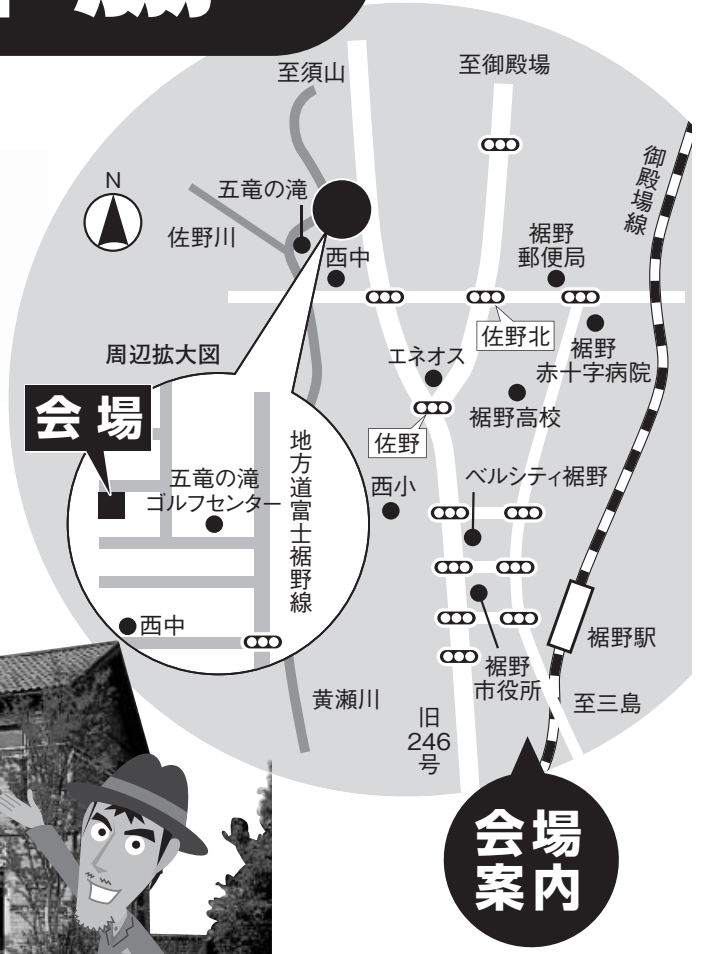 至須山
至御殿場
御殿場線
N
五竜の滝
佐野川
西中
裾野
郵便局
佐野北
裾野
赤十字病院
エネオス
裾野高校
佐野
周辺拡大図
会場
五竜の滝
ゴルフセンター
地方道富士裾野線
西中
西小
ベルシティ裾野
裾野駅
裾野
市役所
至三島
黄瀬川
旧
246
号
会場
案内